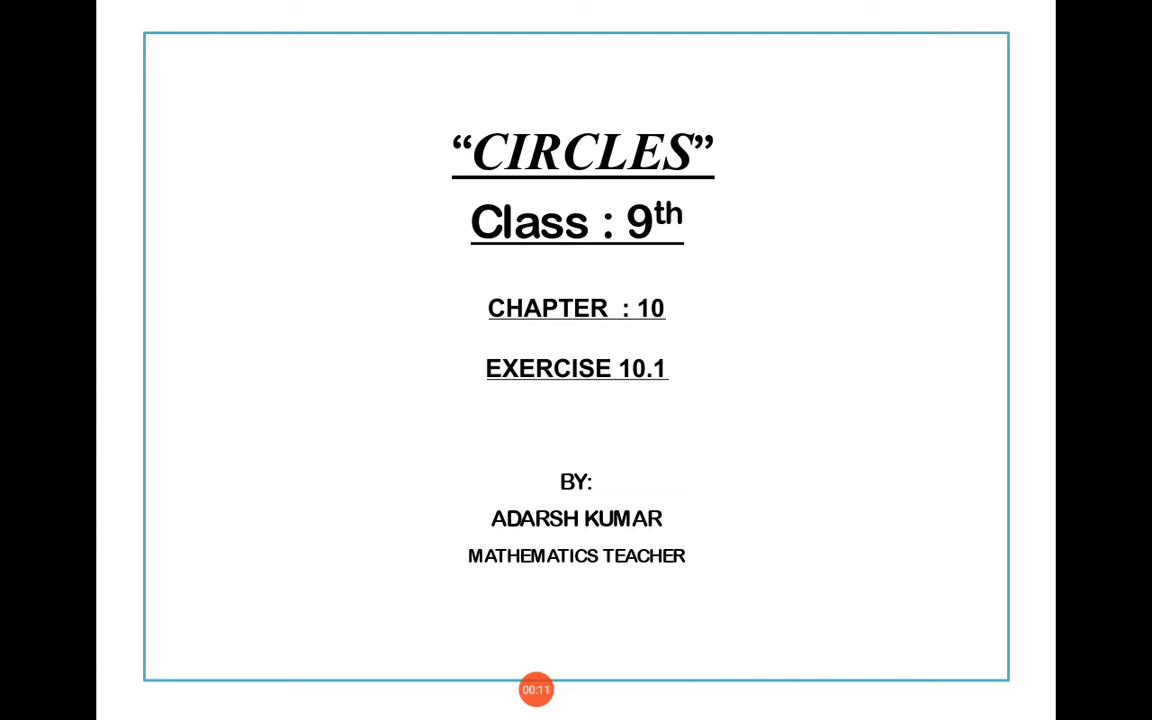 “CIRCLES”
Class : 9th
CHAPTER : 10
EXERCISE 10.1
BY:
ADARSH KUMAR
MATHEMATICS TEACHER
00:11